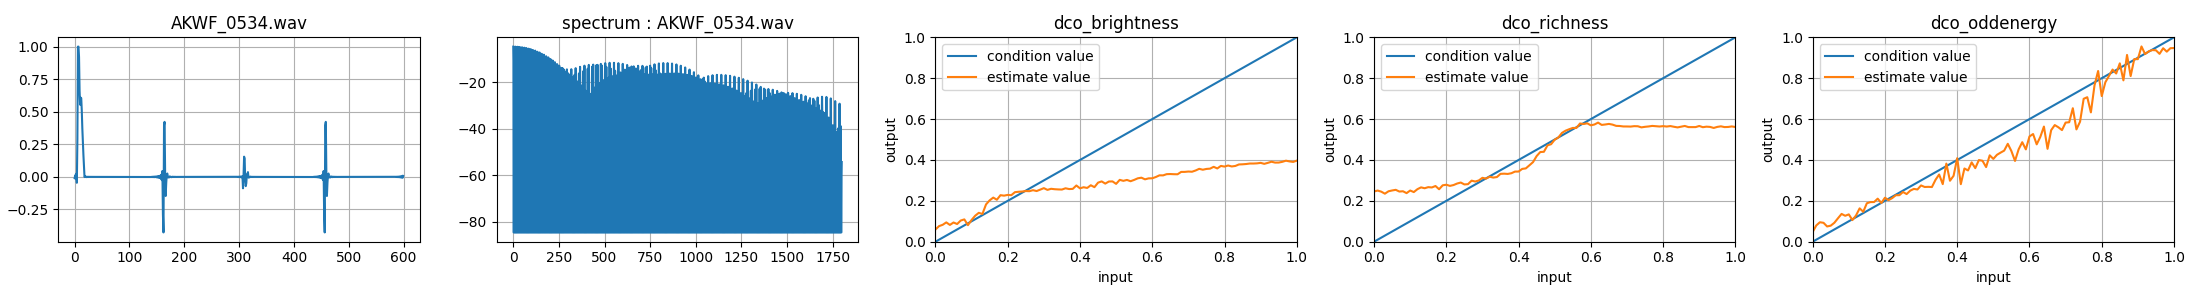 AKWF_0534.wav
1.00
0.75
0.50
0.25
0.00
−0.25
0 100 200 300 400 500 600
spectrum : AKWF_0534.wav
−20
−40
−60
−80
0 250 500 750 1000 1250 1500 1750
dco_brightness
condition value
estimate value
output
1.0
0.8
0.6
0.4
0.2
0.0
0.0 0.2 0.4 0.6 0.8 1.0
input
dco_richness
condition value
estimate value
output
1.0
0.8
0.6
0.4
0.2
0.0
0.0 0.2 0.4 0.6 0.8 1.0
input
dco_oddenergy
condition value
estimate value
output
1.0
0.8
0.6
0.4
0.2
0.0
0.0 0.2 0.4 0.6 0.8 1.0
input